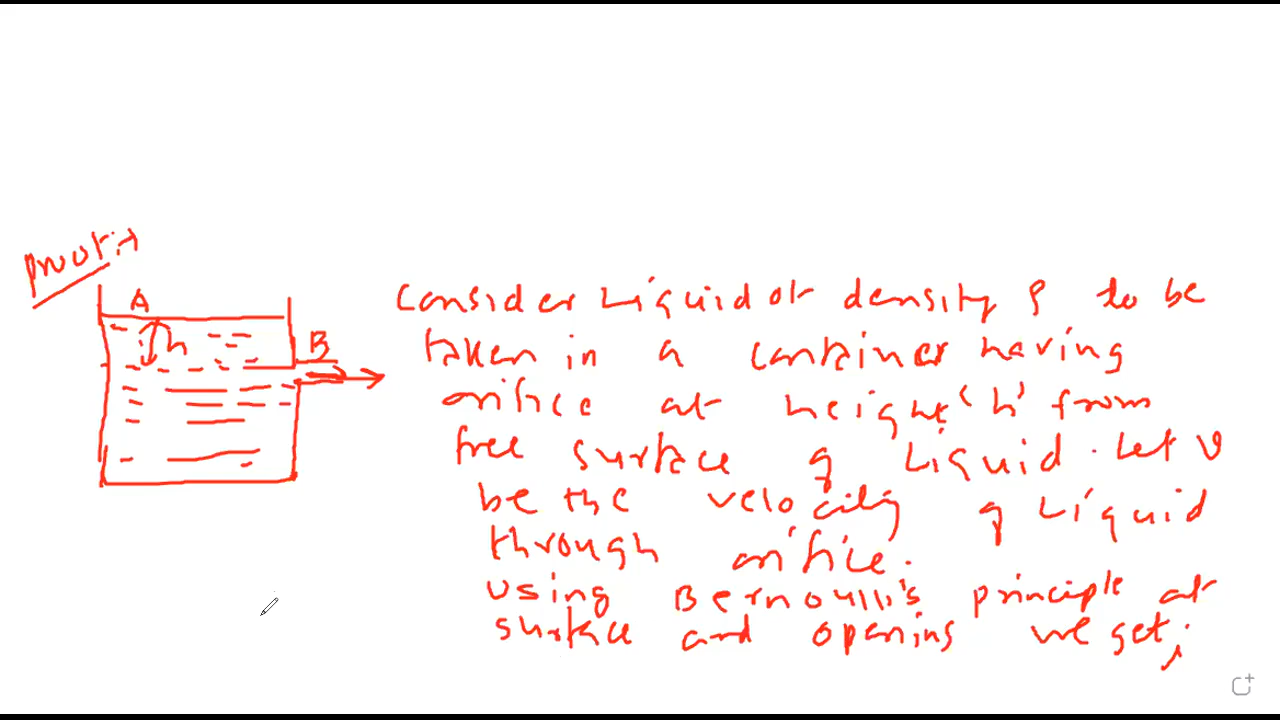 Proof:→
A
h
B
Consider Liquid of density ρ to be
taken in a container having
orifice at height 'h' from
free surface of Liquid. Let v
be the velocity of Liquid
through orifice.
using Bernoulli's principle at
surface and opening we get;